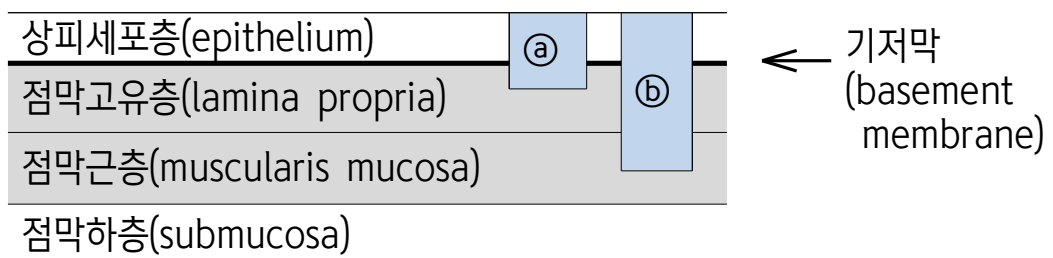 상피세포층(epithelium)
ⓐ
기저막
(basement
membrane)
점막고유층(lamina propria)
ⓑ
점막근층(muscularis mucosa)
점막하층(submucosa)